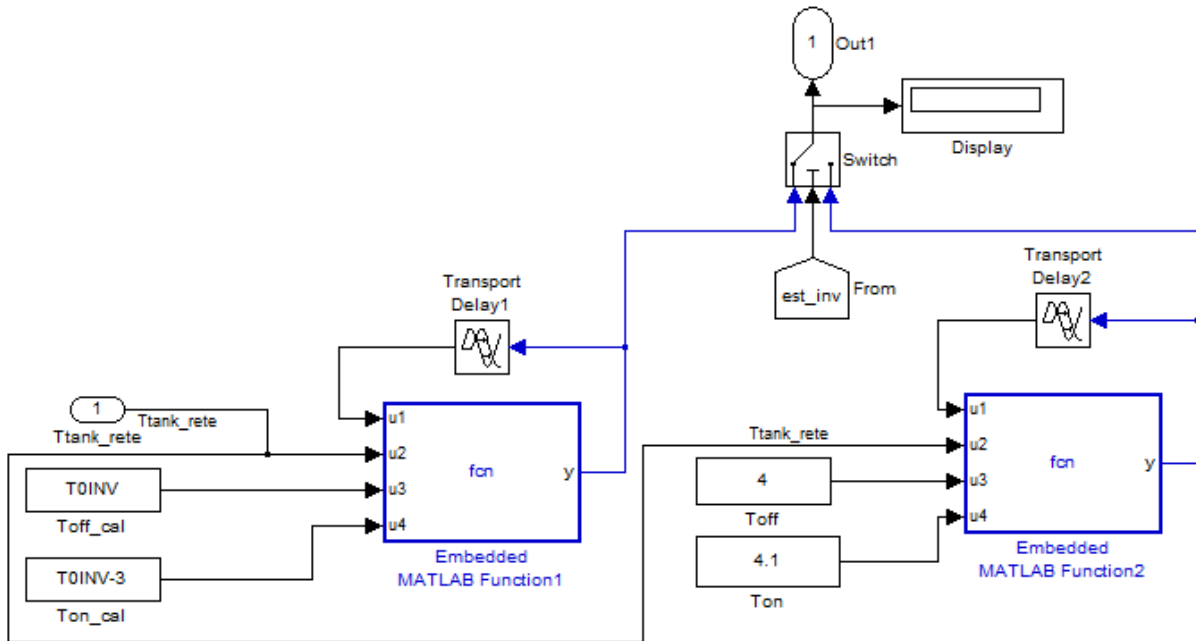 1
Out1
Display
Switch
est_inv
From
Transport
Delay1
Transport
Delay2
1
Ttank_rete
Ttank_rete
T0INV
Toff_cal
T0INV-3
Ton_cal
u1
u2
u3
u4
fcn
y
Embedded
MATLAB Function1
Ttank_rete
4
Toff
4.1
Ton
u1
u2
u3
u4
fcn
y
Embedded
MATLAB Function2